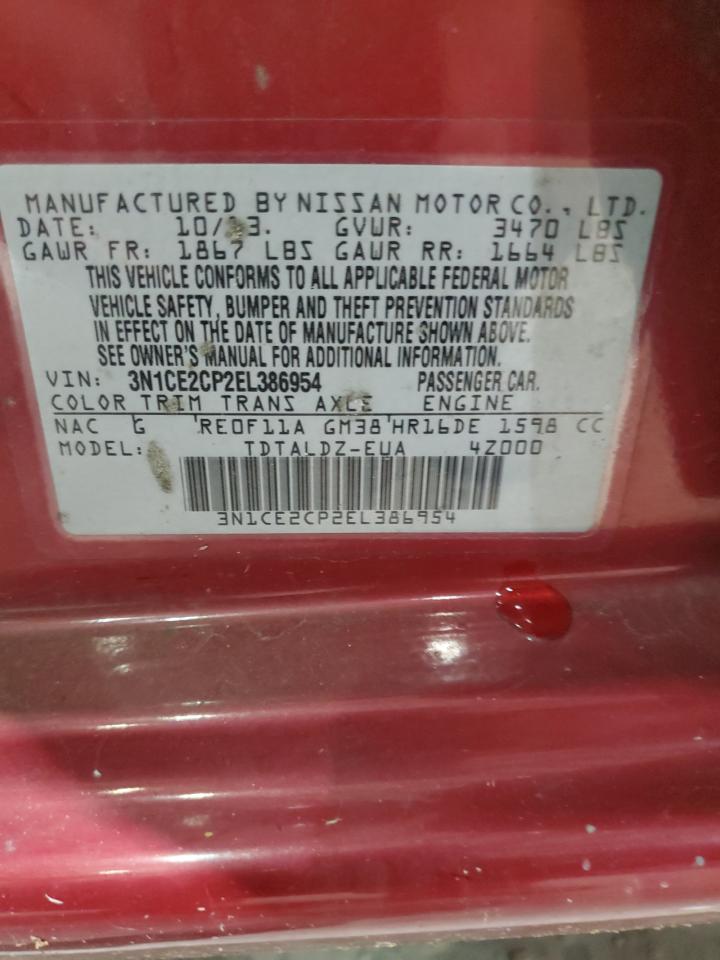 MANUFACTURED BY NISSAN MOTOR CO., LTD.
DATE: 10/13. GVWR: 3470 LBS
GAWR FR: 1867 LBS GAWR RR: 1664 LBS
THIS VEHICLE CONFORMS TO ALL APPLICABLE FEDERAL MOTOR
VEHICLE SAFETY, BUMPER AND THEFT PREVENTION STANDARDS
IN EFFECT ON THE DATE OF MANUFACTURE SHOWN ABOVE.
SEE OWNER'S MANUAL FOR ADDITIONAL INFORMATION.
VIN: 3N1CE2CP2EL386954 PASSENGER CAR.
COLOR TRIM TRANS AXLE ENGINE
NAC G RE0F11A GM38 HR16DE 1598 CC
MODEL: TDTALDZ-EUA 4Z000
3N1CE2CP2EL386954